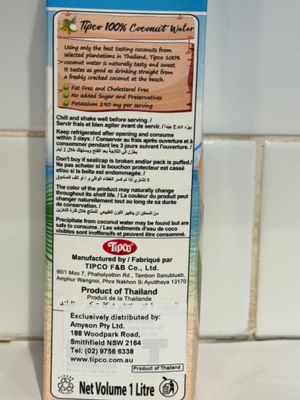 Tipco 100% Coconut Water
Using only the best tasting coconuts from
selected plantations in Thailand, Tipco 100%
coconut water is naturally tasty and sweet.
It tastes as good as drinking straight from
a freshly cracked coconut at the beach.
Fat Free and Cholesterol Free
No added Sugar and Preservatives
Potassium 290 mg per serving
Chill and shake well before serving. /
Servir frais et bien agiter avant de servir. /
Keep refrigerated after opening and consume
within 3 days. / Conserver au frais après ouverture et à
consommer pendant les 3 jours suivant l'ouverture. /
Don't buy if seal/cap is broken and/or pack is puffed./
Ne pas acheter si le bouchon protecteur est cassé
et/ou si la boite est endommagée. /
The color of the product may naturally change
throughout its shelf life. / La couleur du produit peut
changer naturellement tout au long de sa durée
de conservation. /
Precipitate from coconut water may be found but are
safe to consume. / Les sédiments d'eau de coco
visibles sont inoffensifs et peuvent être consommé.
Tipco
Manufactured by / Fabriqué par
TIPCO F&B Co., Ltd.
90/1 Moo 7, Phaholyothin Rd., Tambon Sanubtueb,
Amphur Wangnoi, Phra Nakhon Si Ayutthaya 13170
Product of Thailand
Produit de la Thailande
Exclusively distributed by:
Amyson Pty Ltd.
188 Woodpark Road,
Smithfield NSW 2164
Tel: (02) 9756 6338
www.tipco.com.au
Product of Thailand
Net Volume 1 Litre